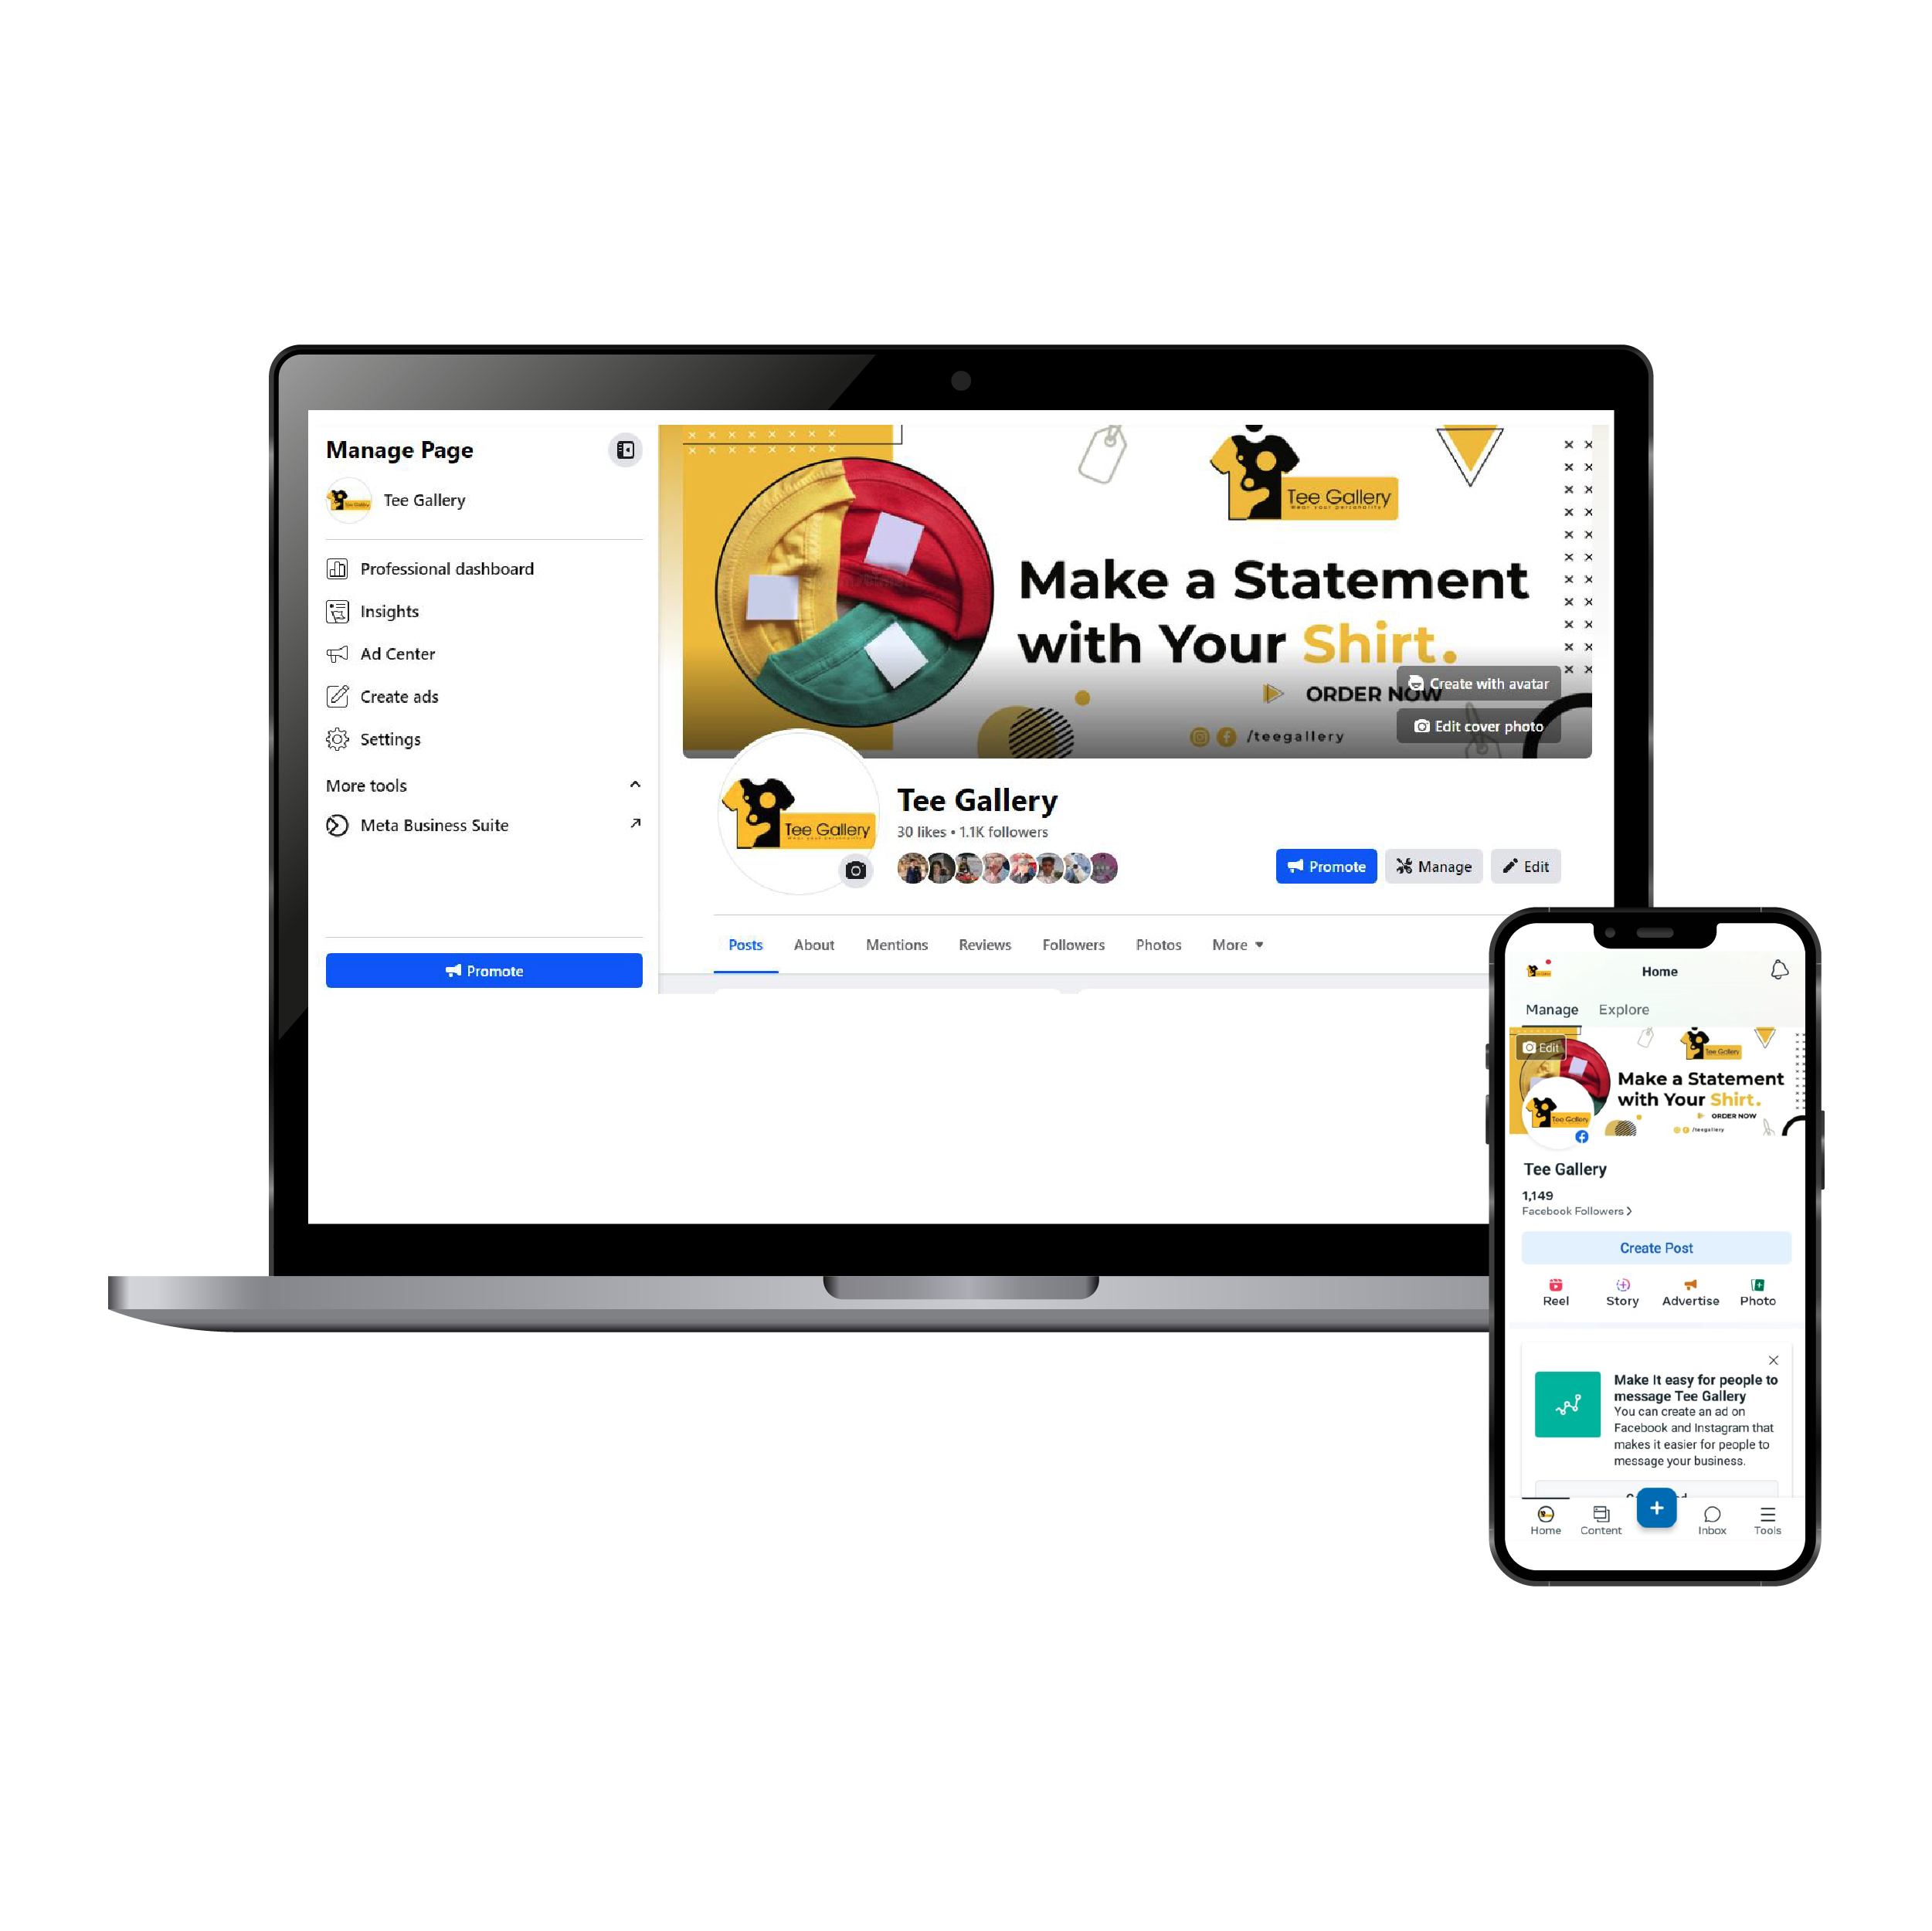 Manage Page
Tee Gallery
Professional dashboard
Insights
Ad Center
Create ads
Settings
More tools
Meta Business Suite
Promote
Tee Gallery
Wear your personality
Make a Statement
with Your Shirt.
ORDER NOW
/teegallery
Create with avatar
Edit cover photo
Tee Gallery
Tee Gallery
30 likes • 1.1K followers
Promote
Manage
Edit
Posts
About
Mentions
Reviews
Followers
Photos
More
Home
Manage
Explore
Edit
Tee Gallery
Make a Statement
with Your Shirt.
ORDER NOW
/teegallery
Tee Gallery
Tee Gallery
1,149
Facebook Followers
Create Post
Reel
Story
Advertise
Photo
Make It easy for people to
message Tee Gallery
You can create an ad on
Facebook and Instagram that
makes it easier for people to
message your business.
Home
Content
Inbox
Tools